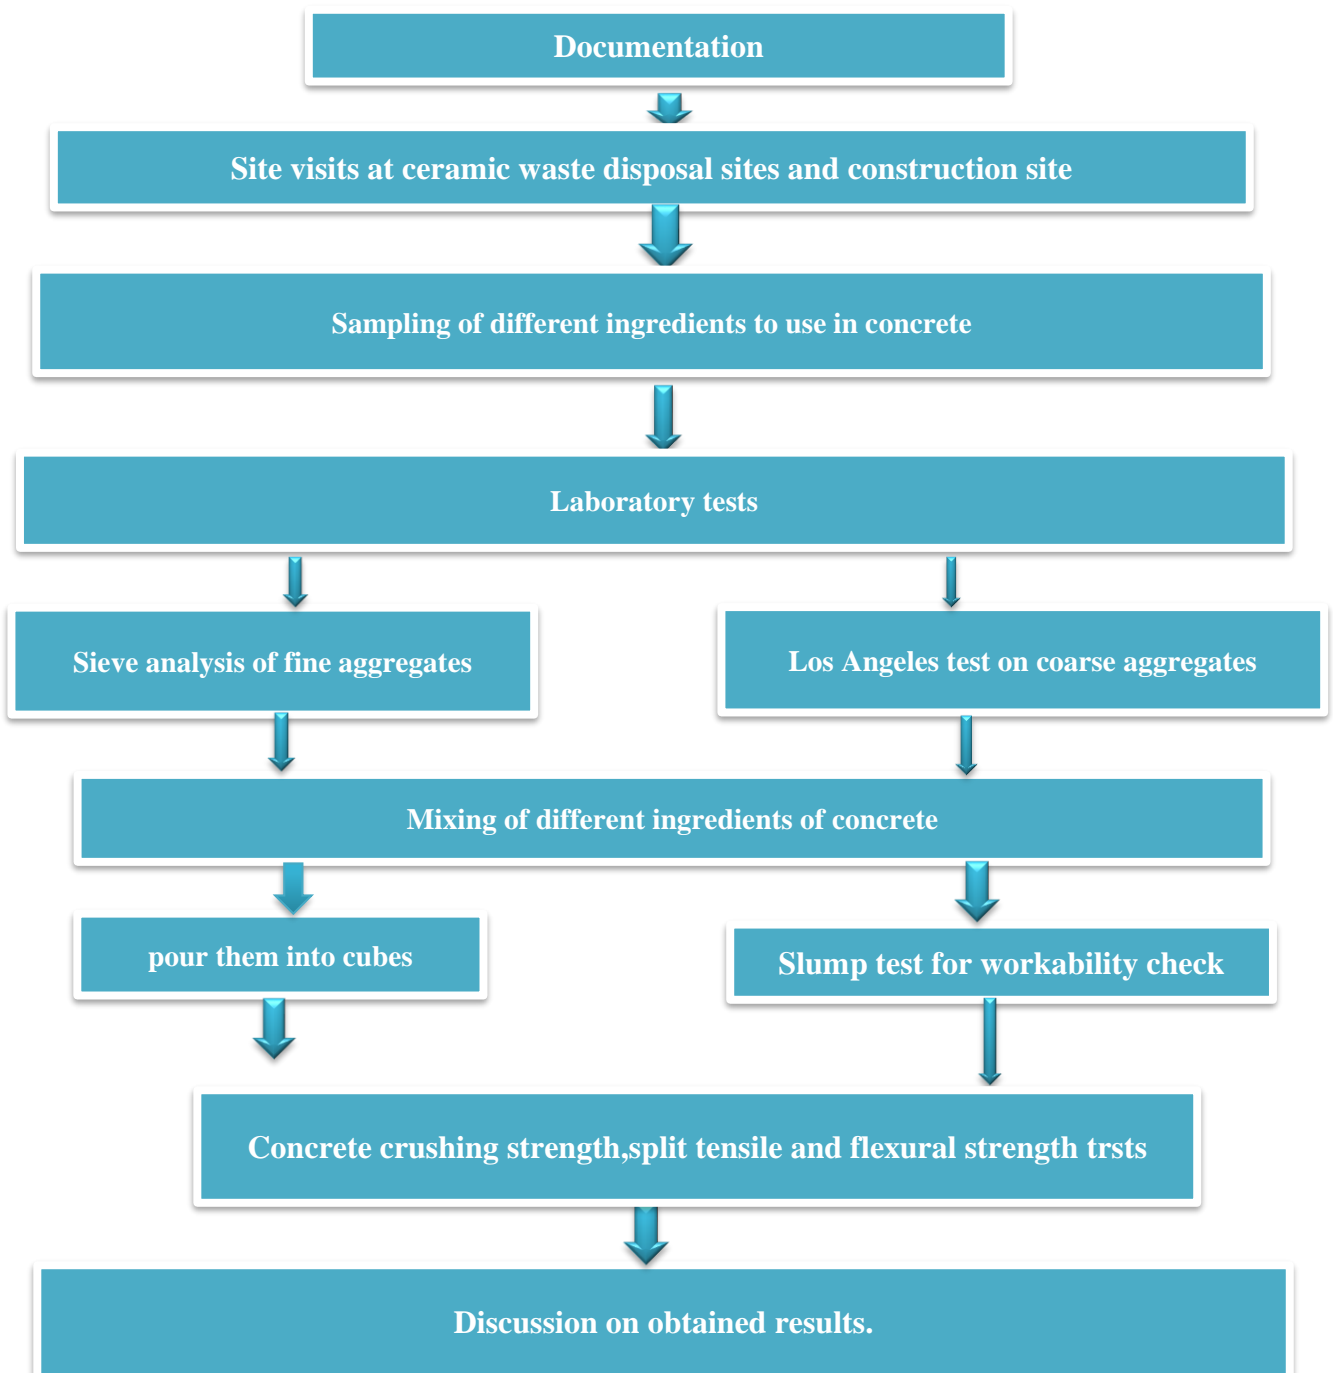 Documentation
Site visits at ceramic waste disposal sites and construction site
Sampling of different ingredients to use in concrete
Laboratory tests
Sieve analysis of fine aggregates
Los Angeles test on coarse aggregates
Mixing of different ingredients of concrete
pour them into cubes
Slump test for workability check
Concrete crushing strength,split tensile and flexural strength trsts
Discussion on obtained results.